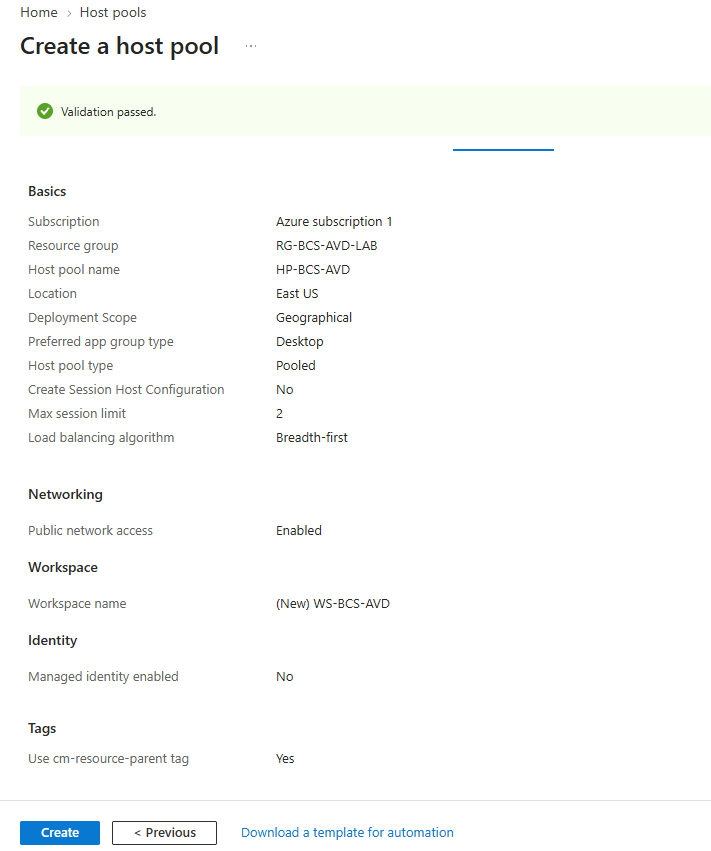 Home > Host pools
Create a host pool ...
Validation passed.
Basics
Subscription Azure subscription 1
Resource group RG-BCS-AVD-LAB
Host pool name HP-BCS-AVD
Location East US
Deployment Scope Geographical
Preferred app group type Desktop
Host pool type Pooled
Create Session Host Configuration No
Max session limit 2
Load balancing algorithm Breadth-first
Networking
Public network access Enabled
Workspace
Workspace name (New) WS-BCS-AVD
Identity
Managed identity enabled No
Tags
Use cm-resource-parent tag Yes
Create < Previous Download a template for automation